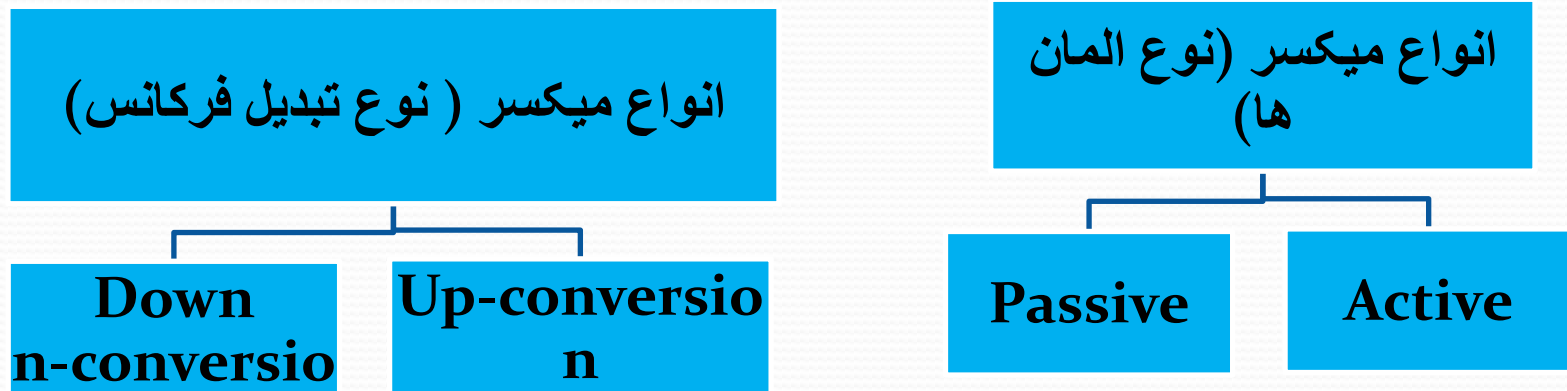 انواع میکسر ( نوع تبدیل فرکانس)
Down
n-conversio
Up-conversio
n
انواع میکسر (نوع المان
ها)
Passive
Active